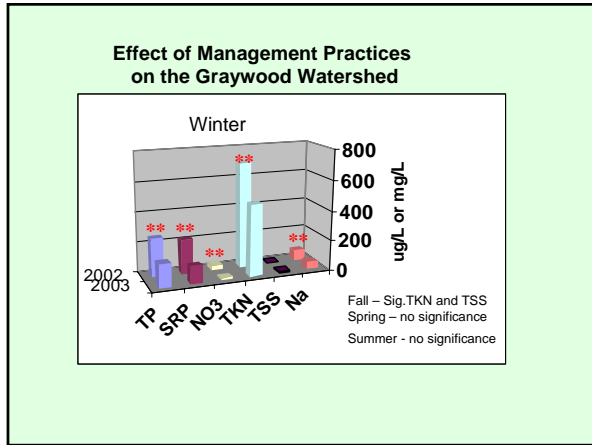 Effect of Management Practices
on the Graywood Watershed
Winter
800
600
400
200
0
ug/L or mg/L
**
**
**
**
**
2002
2003
TP
SRP
NO3
TKN
TSS
Na
Fall – Sig.TKN and TSS
Spring – no significance
Summer - no significance